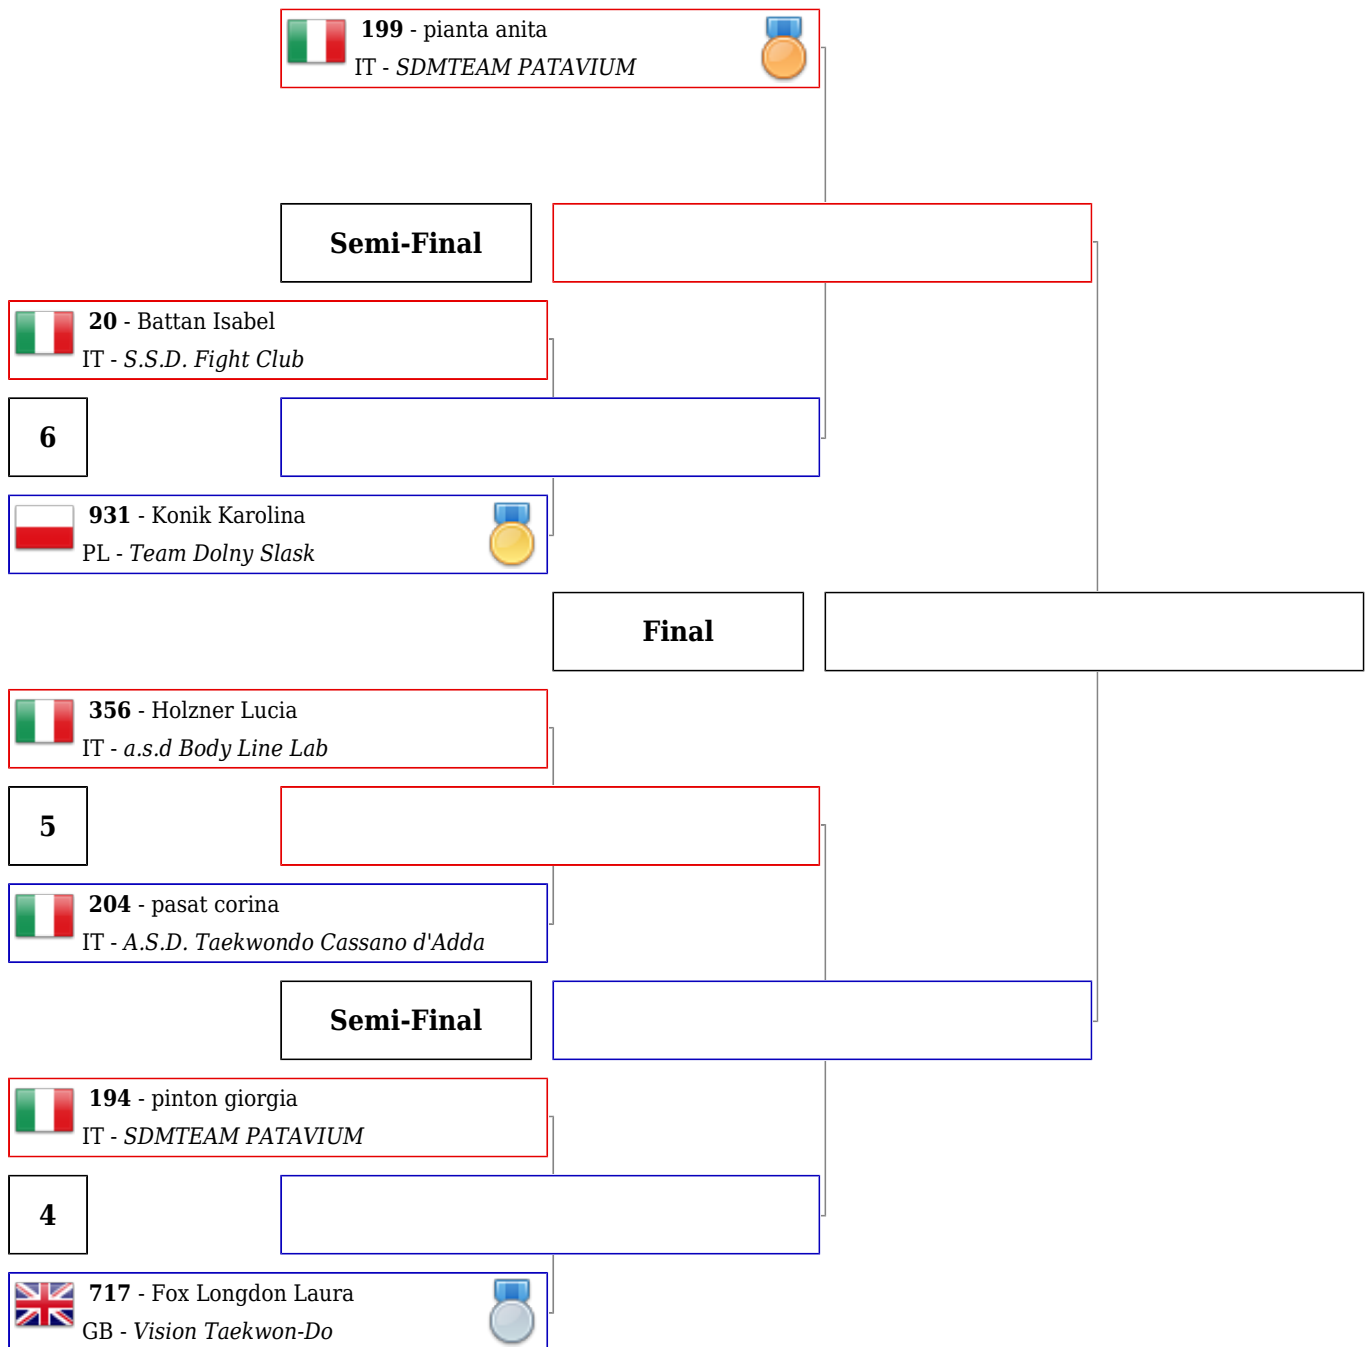 199 - pianta anita
IT - SDMTEAM PATAVIUM
Semi-Final
20 - Battan Isabel
IT - S.S.D. Fight Club
6
931 - Konik Karolina
PL - Team Dolny Slask
Final
356 - Holzner Lucia
IT - a.s.d Body Line Lab
5
204 - pasat corina
IT - A.S.D. Taekwondo Cassano d'Adda
Semi-Final
194 - pinton giorgia
IT - SDMTEAM PATAVIUM
4
717 - Fox Longdon Laura
GB - Vision Taekwon-Do